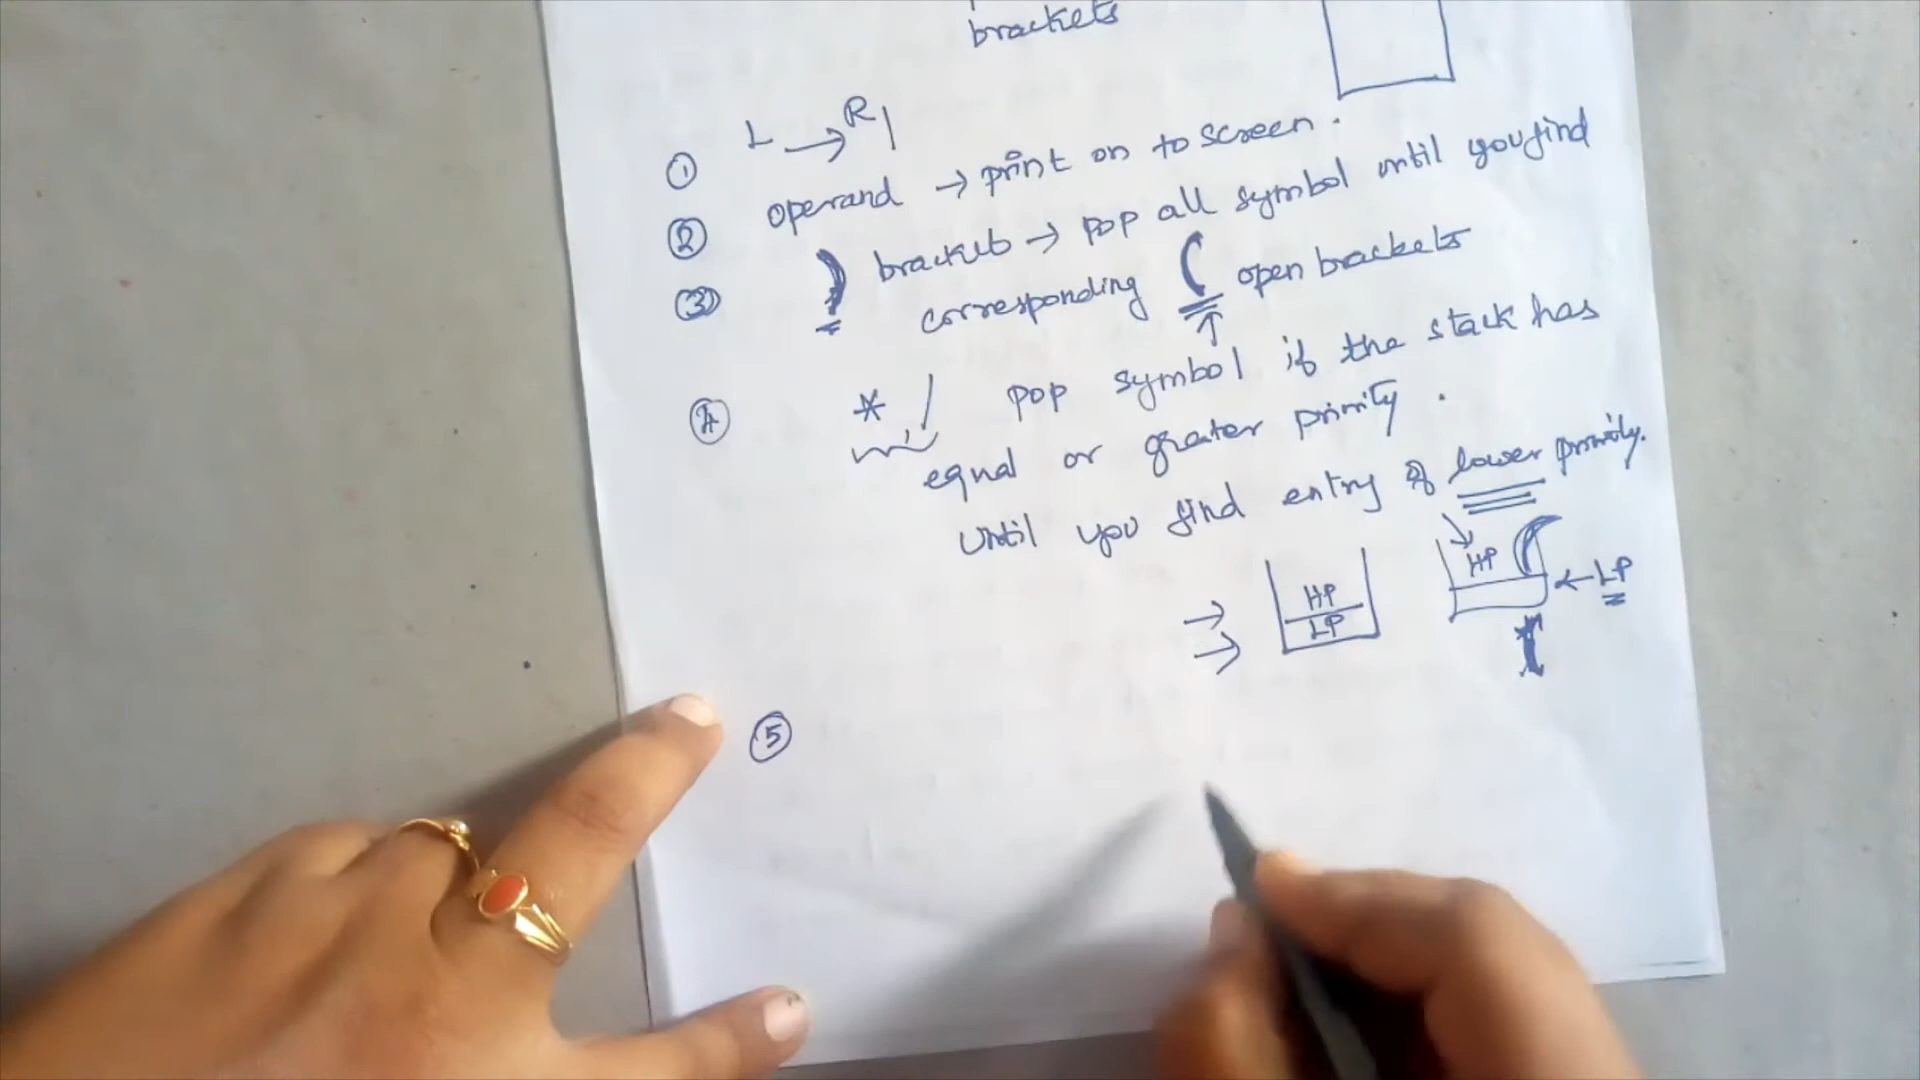 brackets
① L → R
② operand → print on to screen.
③ ) brackets → pop all symbol until you find
corresponding ( open brackets
④ *, / pop symbol if the stack has
equal or greater priority.
until you find entry of lower priority.
→ HP HP ( ← LP
→ LP
⑤